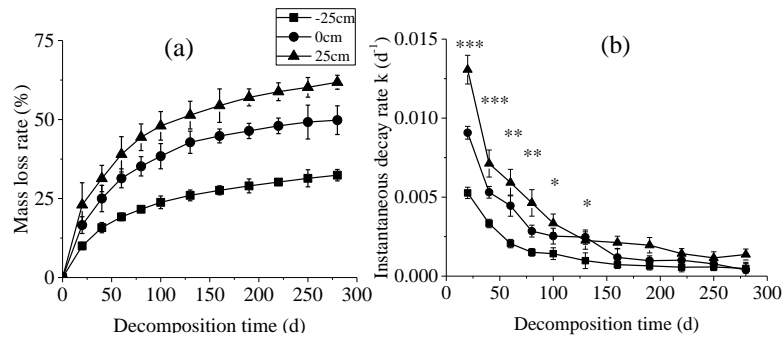 -25cm
0cm
25cm
(a)
(b)
Mass loss rate (%)
75
50
25
0
0 50 100 150 200 250 300
Decomposition time (d)
Instantaneous decay rate k (d⁻¹)
0.015
0.010
0.005
0.000
***
***
**
**
*
*
0 50 100 150 200 250 300
Decomposition time (d)